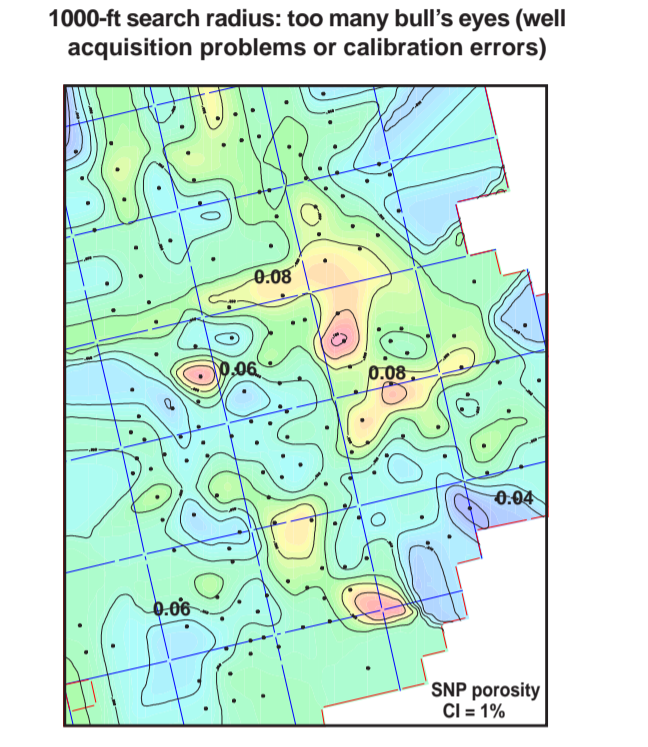 1000-ft search radius: too many bull's eyes (well
acquisition problems or calibration errors)
0.08
0.06
0.08
0.04
0.06
SNP porosity
CI = 1%